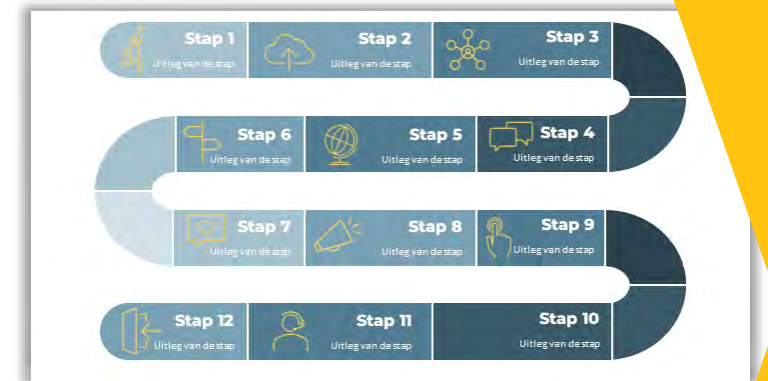 Stap 1
Uitleg van de stap
Stap 2
Uitleg van de stap
Stap 3
Uitleg van de stap
Stap 4
Uitleg van de stap
Stap 5
Uitleg van de stap
Stap 6
Uitleg van de stap
Stap 7
Uitleg van de stap
Stap 8
Uitleg van de stap
Stap 9
Uitleg van de stap
Stap 10
Uitleg van de stap
Stap 11
Uitleg van de stap
Stap 12
Uitleg van de stap